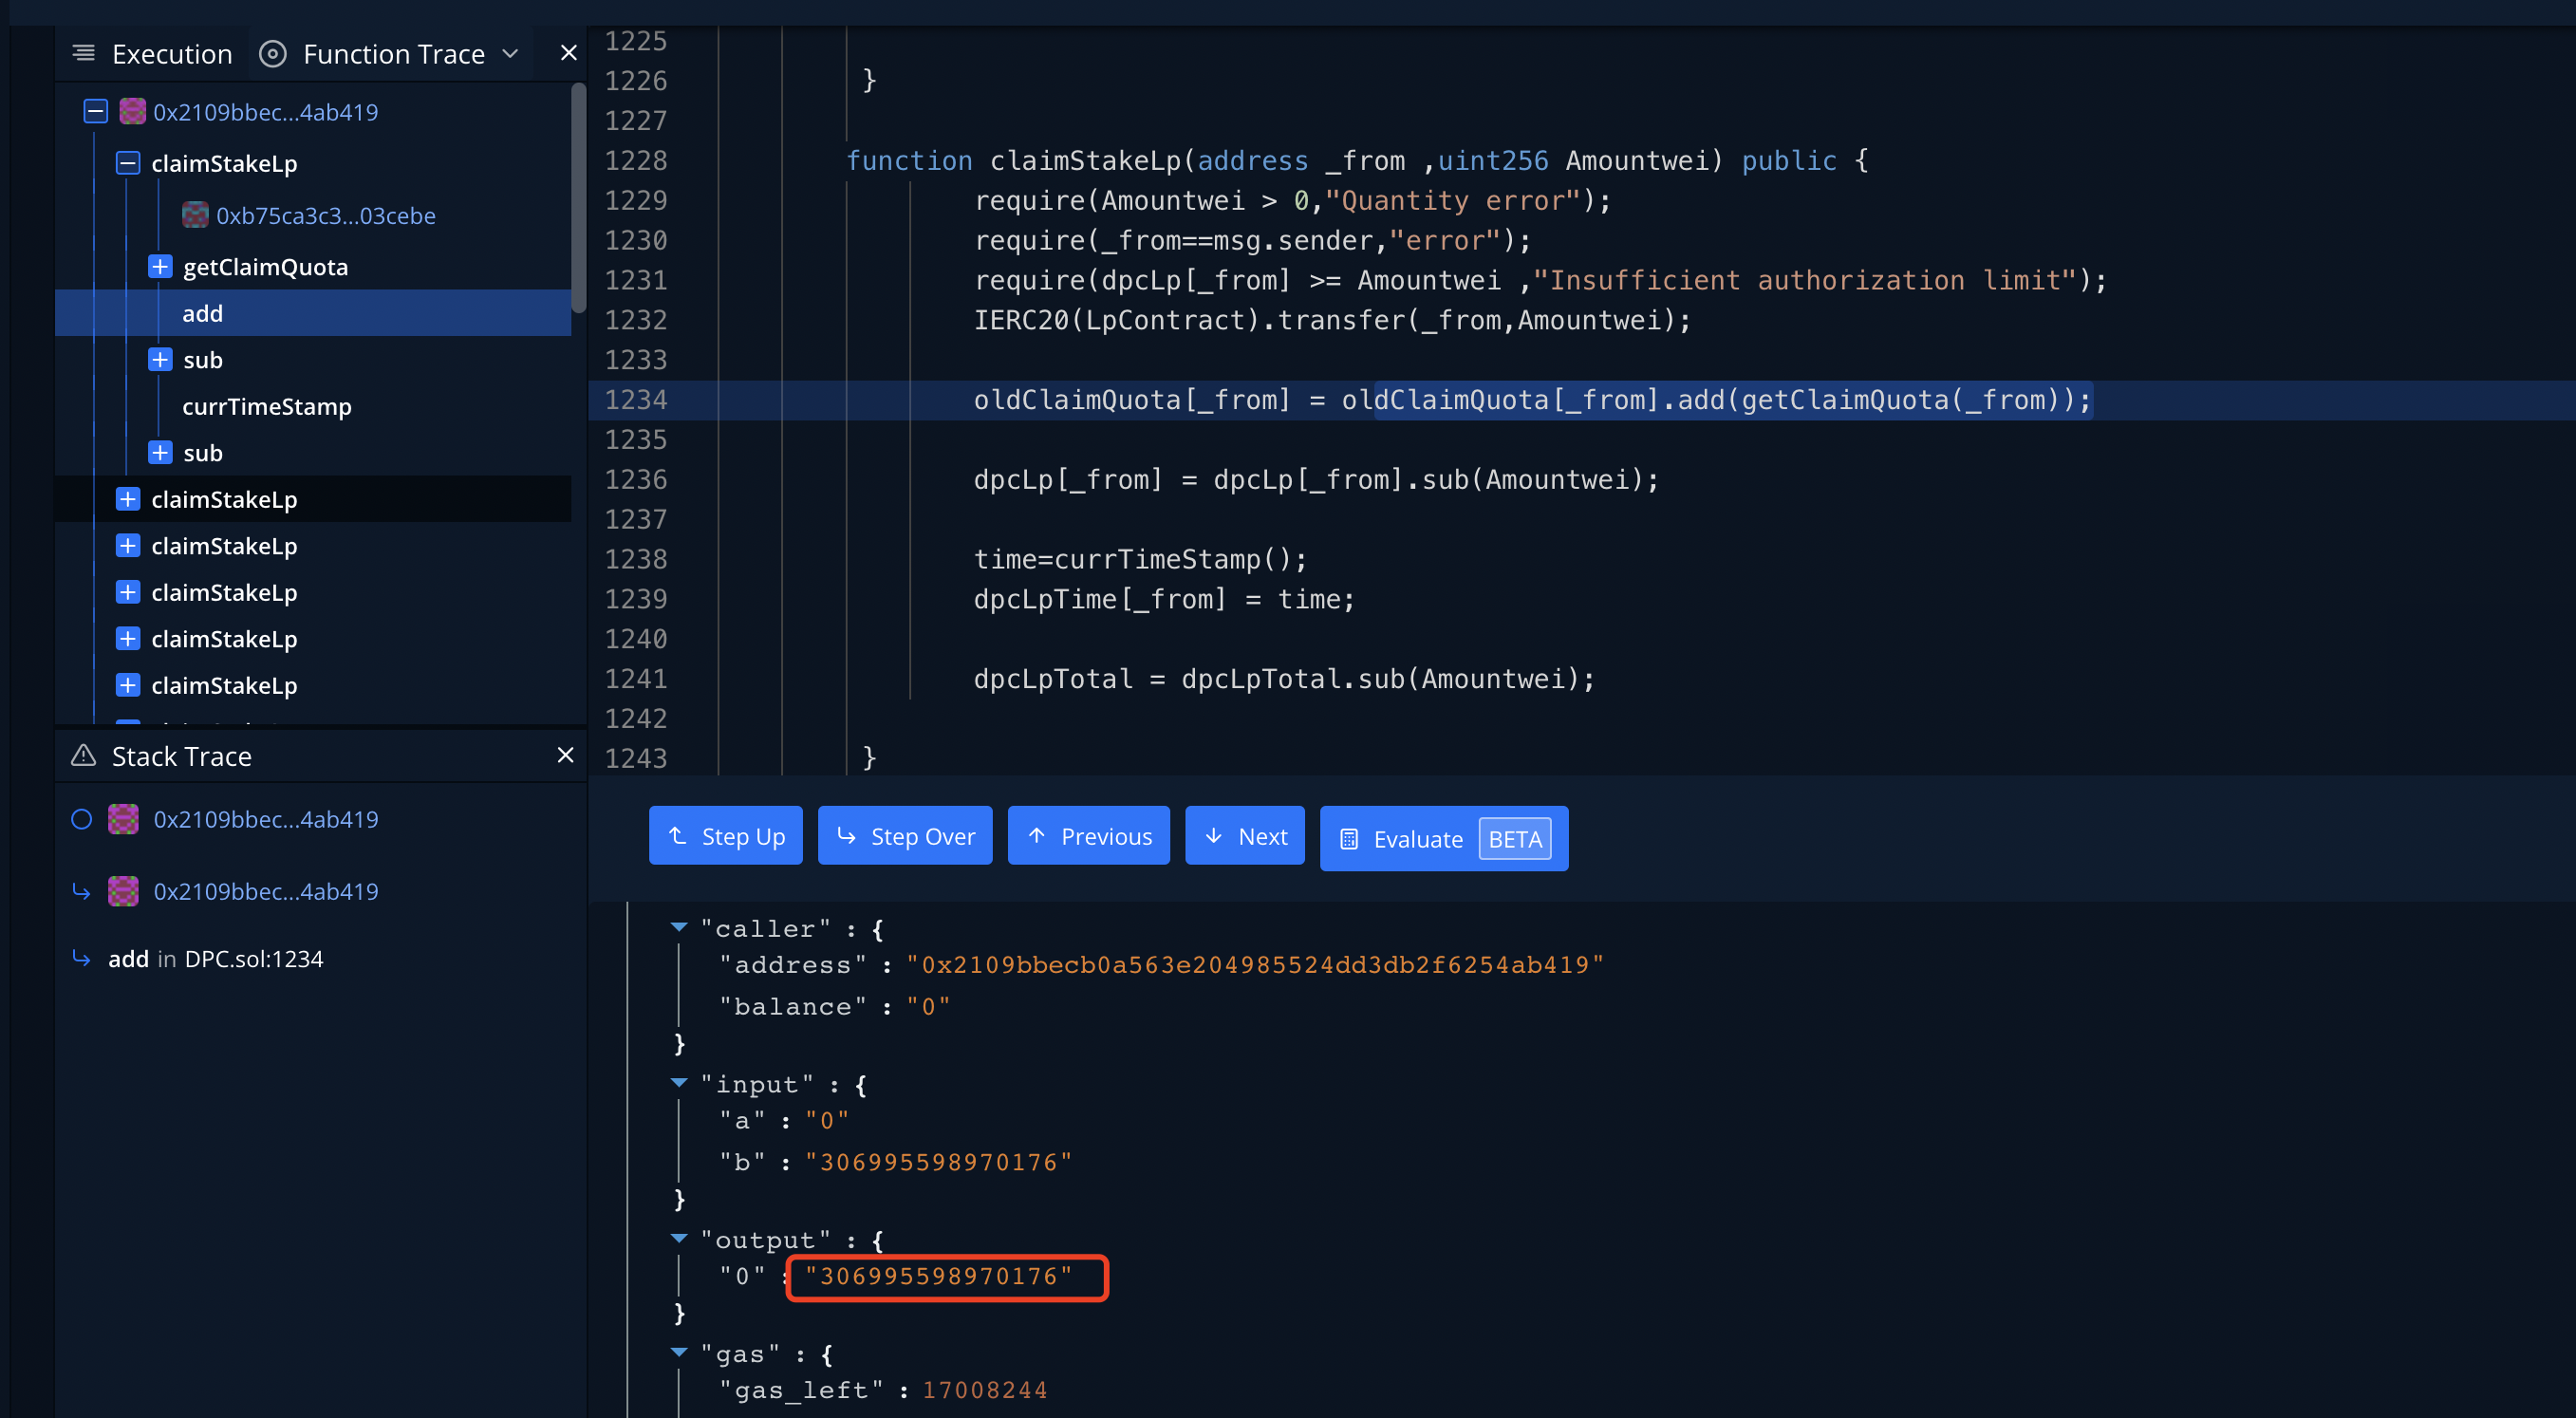 Execution Function Trace
0x2109bbec...4ab419
claimStakeLp
0xb75ca3c3...03cebe
getClaimQuota
add
sub
currTimeStamp
sub
claimStakeLp
claimStakeLp
claimStakeLp
claimStakeLp
claimStakeLp
Stack Trace
0x2109bbec...4ab419
0x2109bbec...4ab419
add in DPC.sol:1234
1225
1226 }
1227
1228 function claimStakeLp(address _from ,uint256 Amountwei) public {
1229 require(Amountwei > 0,"Quantity error");
1230 require(_from==msg.sender,"error");
1231 require(dpcLp[_from] >= Amountwei ,"Insufficient authorization limit");
1232 IERC20(LpContract).transfer(_from,Amountwei);
1233
1234 oldClaimQuota[_from] = oldClaimQuota[_from].add(getClaimQuota(_from));
1235
1236 dpcLp[_from] = dpcLp[_from].sub(Amountwei);
1237
1238 time=currTimeStamp();
1239 dpcLpTime[_from] = time;
1240
1241 dpcLpTotal = dpcLpTotal.sub(Amountwei);
1242
1243 }
Step Up Step Over Previous Next Evaluate BETA
"caller" : {
"address" : "0x2109bbecb0a563e204985524dd3db2f6254ab419"
"balance" : "0"
}
"input" : {
"a" : "0"
"b" : "306995598970176"
}
"output" : {
"0" : "306995598970176"
}
"gas" : {
"gas_left" : 17008244